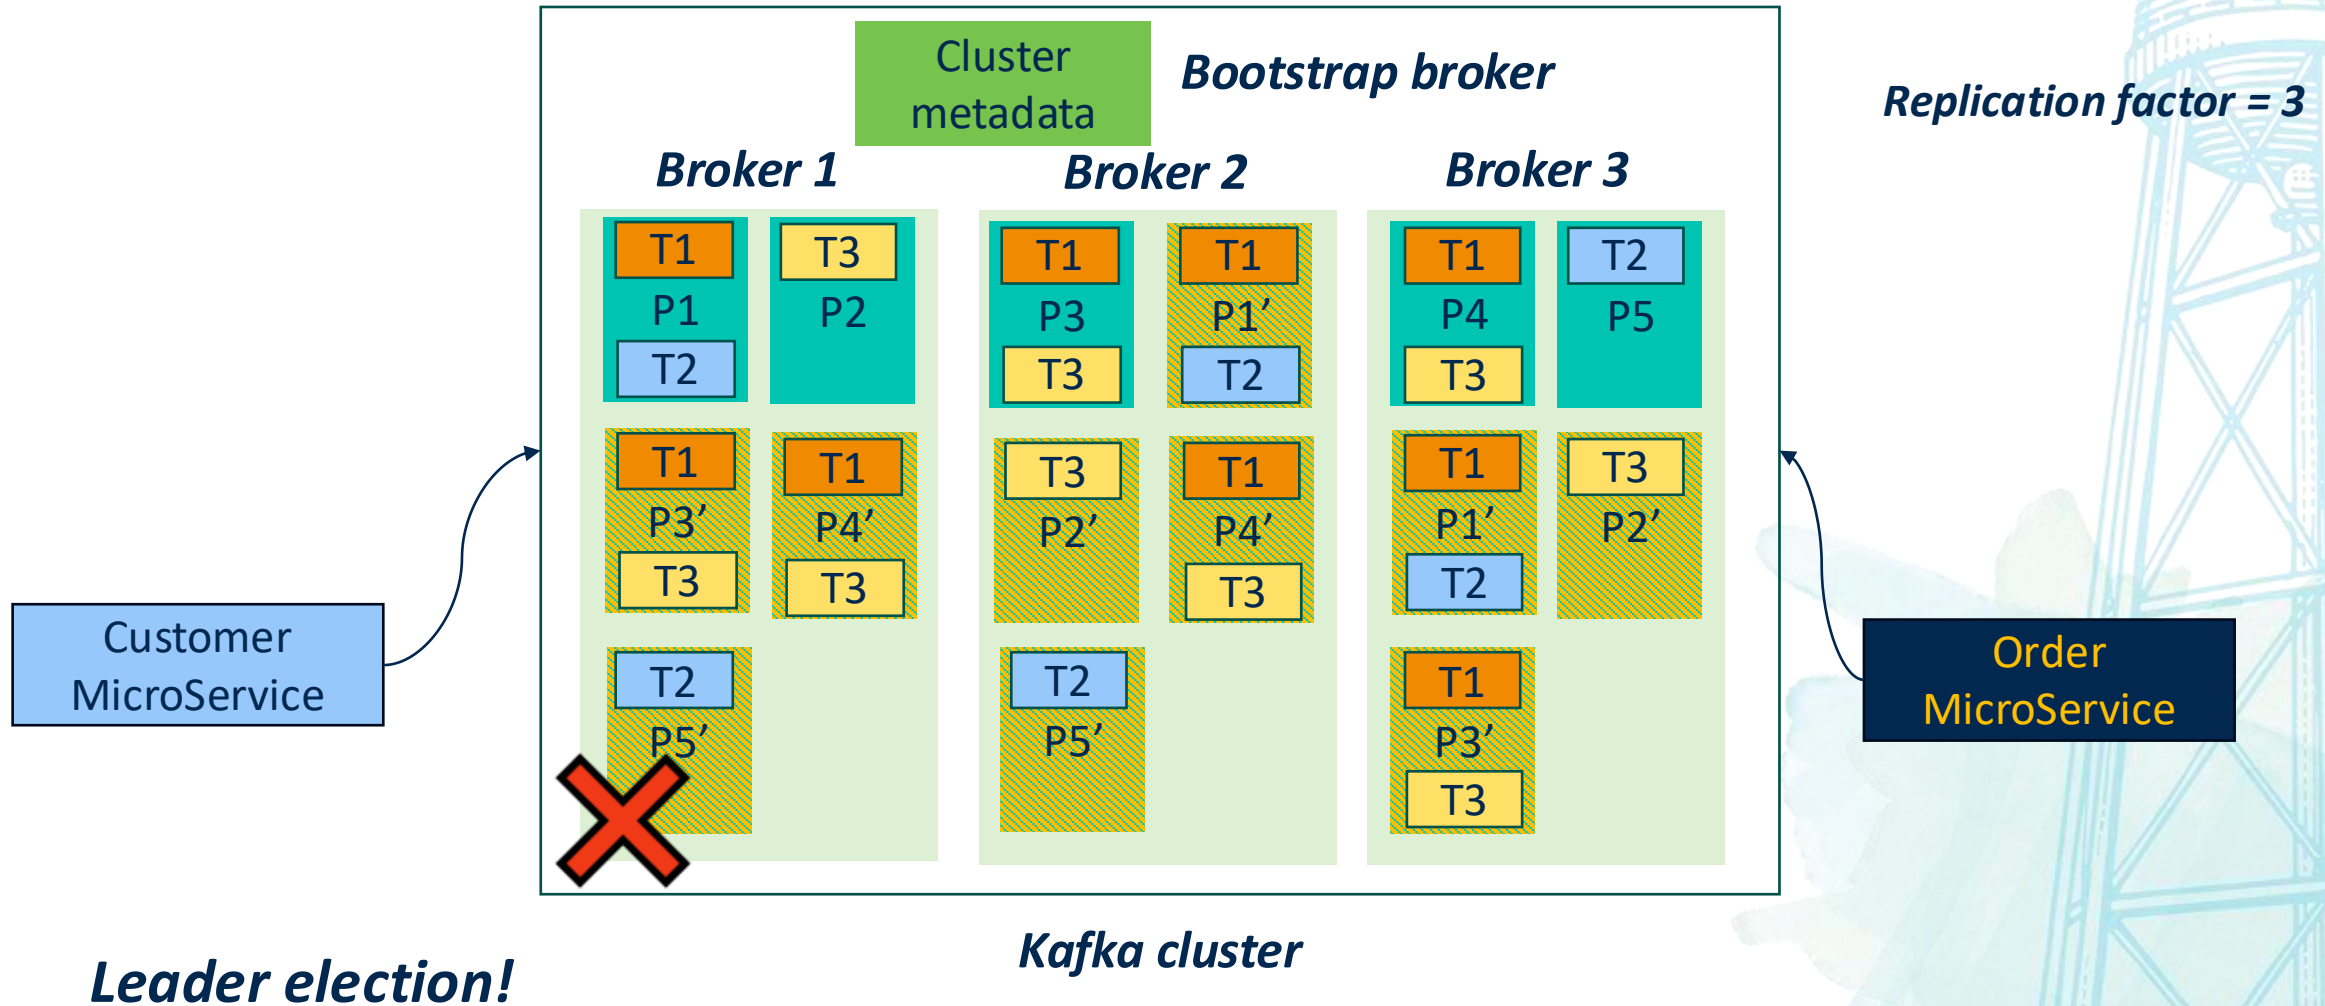 Cluster
metadata
Bootstrap broker
Replication factor = 3
Broker 1
Broker 2
Broker 3
T1
P1
T2
T3
P2
T1
P3'
T3
T1
P4'
T3
T2
P5'
T1
P3
T3
T1
P1'
T2
T3
P2'
T1
P4'
T3
T2
P5'
T1
P4
T3
T2
P5
T1
P1'
T2
T3
P2'
T1
P3'
T3
Customer
MicroService
Order
MicroService
Kafka cluster
Leader election!